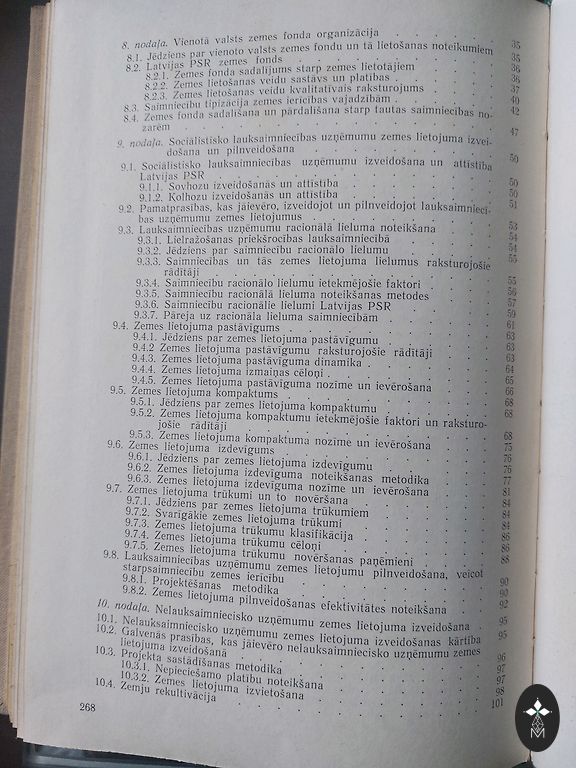 8. nodaļa. Vienotā valsts zemes fonda organizācija . . . 35
8.1. Jēdziens par vienoto valsts zemes fondu un tā lietošanas noteikumiem 35
8.2. Latvijas PSR zemes fonds . . . 36
8.2.1. Zemes fonda sadalījums starp zemes lietotājiem . . . 36
8.2.2. Zemes lietošanas veidu sastāvs un platības . . . 36
8.2.3. Zemes lietošanas veidu kvalitatīvais raksturojums . . . 37
8.3. Saimniecību tipizācija zemes ierīcības vajadzībām . . . 40
8.4. Zemes fonda sadalīšana un pārdalīšana starp tautas saimniecības no- 42
zarēm . . .
9. nodaļa. Sociālistisko lauksaimniecības uzņēmumu zemes lietojuma izvei- 47
došana un pilnveidošana . . .
9.1. Sociālistisko lauksaimniecības uzņēmumu izveidošana un attīstība 50
Latvijas PSR . . .
9.1.1. Sovhozu izveidošanās un attīstība . . . 50
9.1.2. Kolhozu izveidošanās un attīstība . . . 50
9.2. Pamatprasības, kas jāievēro, izveidojot un pilnveidojot lauksaimniecī- 51
bas uzņēmumu zemes lietojumus . . .
9.3. Lauksaimniecības uzņēmumu racionālā lieluma noteikšana . . . 53
9.3.1. Lielražošanas priekšrocības lauksaimniecībā . . . 54
9.3.2. Jēdziens par saimniecību racionālo lielumu . . . 54
9.3.3. Saimniecības un tās zemes lietojuma lielumus raksturojošie 55
rādītāji . . .
9.3.4. Saimniecību racionālo lielumu ietekmējošie faktori . . . 55
9.3.5. Saimniecību racionālā lieluma noteikšanas metodes . . . 56
9.3.6. Saimniecību racionālie lielumi Latvijas PSR . . . 57
9.3.7. Pāreja uz racionāla lieluma saimniecībām . . . 59
9.4. Zemes lietojuma pastāvīgums . . . 61
9.4.1. Jēdziens par zemes lietojuma pastāvīgumu . . . 63
9.4.2 Zemes lietojuma pastāvīgumu raksturojošie rādītāji . . . 63
9.4.3. Zemes lietojuma pastāvīguma dinamika . . . 63
9.4.4. Zemes lietojuma izmaiņas cēloņi . . . 64
9.4.5. Zemes lietojuma pastāvīguma nozīme un ievērošana . . . 65
9.5. Zemes lietojuma kompaktums . . . 66
9.5.1. Jēdziens par zemes lietojuma kompaktumu . . . 68
9.5.2. Zemes lietojuma kompaktumu ietekmējošie faktori un raksturo- 68
jošie rādītāji . . .
9.5.3. Zemes lietojuma kompaktuma nozīme un ievērošana . . . 68
9.6. Zemes lietojuma izdevīgums . . . 75
9.6.1. Jēdziens par zemes lietojuma izdevīgumu . . . 76
9.6.2. Zemes lietojuma izdevīguma noteikšanas metodika . . . 76
9.6.3. Zemes lietojuma izdevīguma nozīme un ievērošana . . . 77
9.7. Zemes lietojuma trūkumi un to novēršana . . . 81
9.7.1. Jēdziens par zemes lietojuma trūkumiem . . . 84
9.7.2. Svarīgākie zemes lietojuma trūkumi . . . 84
9.7.3. Zemes lietojuma trūkumu klasifikācija . . . 84
9.7.4. Zemes lietojuma trūkumu cēloņi . . . 86
9.7.5. Zemes lietojuma trūkumu novēršanas paņēmieni . . . 86
9.8. Lauksaimniecības uzņēmumu zemes lietojumu pilnveidošana, veicot 88
starpsaimniecību zemes ierīcību . . .
9.8.1. Projektēšanas metodika . . . 90
9.8.2. Zemes lietojuma pilnveidošanas efektivitātes noteikšana . . . 90
10. nodaļa. Nelauksaimniecisko uzņēmumu zemes lietojuma izveidošana . 92
10.1. Nelauksaimniecisko uzņēmumu zemes lietojuma izveidošanas kārtība 95
10.2. Galvenās prasības, kas jāievēro nelauksaimniecisko uzņēmumu zemes 95
lietojuma izveidošanā . . .
10.3. Projekta sastādīšanas metodika . . . 96
10.3.1. Nepieciešamo platību noteikšana . . . 97
10.3.2. Zemes lietojuma izvietošana . . . 97
10.4. Zemju rekultivācija . . . 98
101
268
M